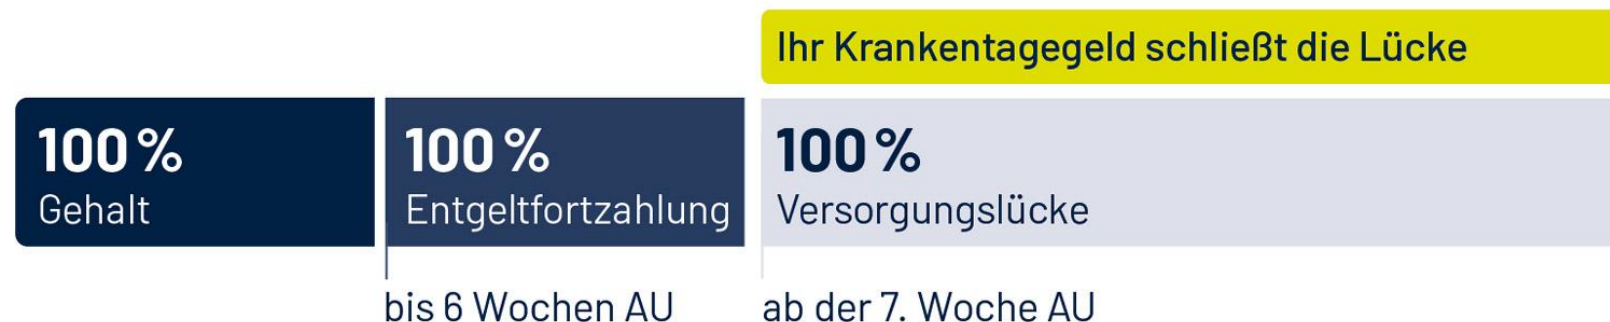 Ihr Krankentagegeld schließt die Lücke
100 %
Gehalt
100 %
Entgeltfortzahlung
100 %
Versorgungslücke
bis 6 Wochen AU
ab der 7. Woche AU